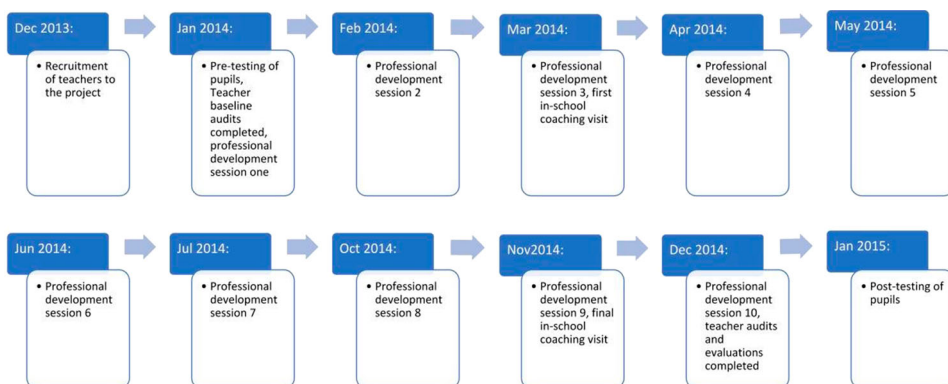 Dec 2013:
• Recruitment
of teachers to
the project
Jan 2014:
• Pre-testing of
pupils,
Teacher
baseline
audits
completed,
professional
development
session one
Feb 2014:
• Professional
development
session 2
Mar 2014:
• Professional
development
session 3, first
in-school
coaching visit
Apr 2014:
• Professional
development
session 4
May 2014:
• Professional
development
session 5
Jun 2014:
• Professional
development
session 6
Jul 2014:
• Professional
development
session 7
Oct 2014:
• Professional
development
session 8
Nov2014:
• Professional
development
session 9, final
in-school
coaching visit
Dec 2014:
• Professional
development
session 10,
teacher audits
and
evaluations
completed
Jan 2015:
• Post-testing of
pupils